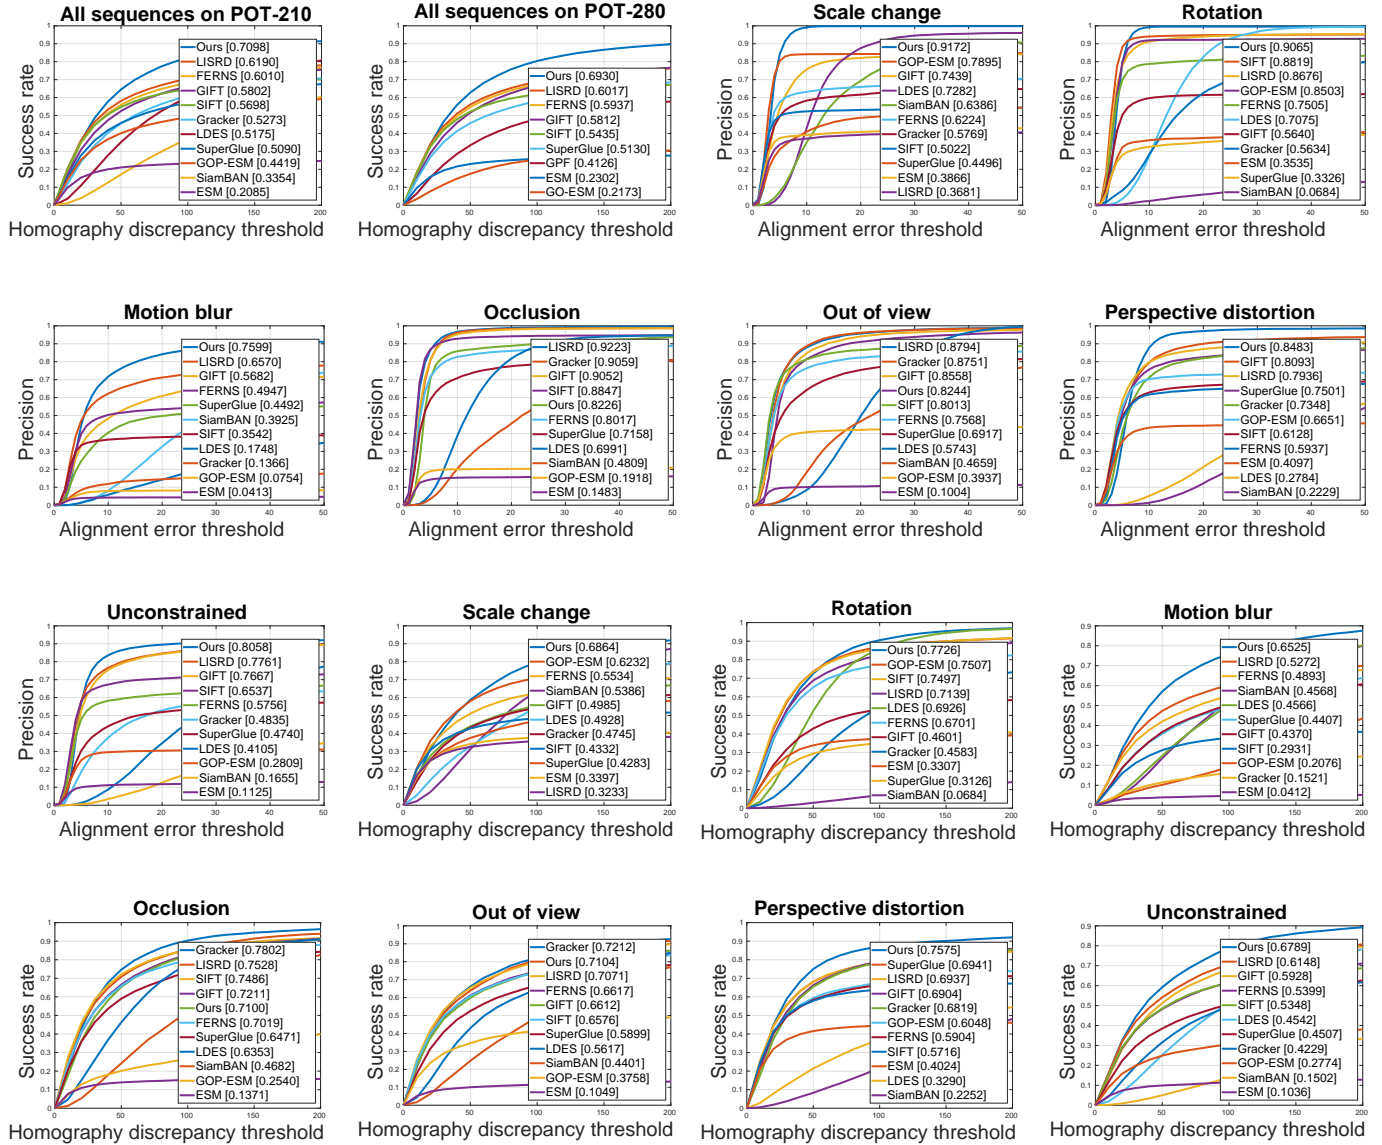 All sequences on POT-210
Success rate
Ours [0.7098]
LISRD [0.6190]
FERNS [0.6010]
GIFT [0.5802]
SIFT [0.5698]
Gracker [0.5273]
LDES [0.5175]
SuperGlue [0.5090]
GOP-ESM [0.4419]
SiamBAN [0.3354]
ESM [0.2085]
Homography discrepancy threshold
All sequences on POT-280
Success rate
Ours [0.6930]
LISRD [0.6017]
FERNS [0.5937]
GIFT [0.5812]
SIFT [0.5435]
SuperGlue [0.5130]
GPF [0.4126]
ESM [0.2302]
GO-ESM [0.2173]
Homography discrepancy threshold
Scale change
Precision
Ours [0.9172]
GOP-ESM [0.7895]
GIFT [0.7439]
LDES [0.7282]
SiamBAN [0.6386]
FERNS [0.6224]
Gracker [0.5769]
SIFT [0.5022]
SuperGlue [0.4496]
ESM [0.3866]
LISRD [0.3681]
Alignment error threshold
Rotation
Precision
Ours [0.9065]
SIFT [0.8819]
LISRD [0.8676]
GOP-ESM [0.8503]
FERNS [0.7505]
LDES [0.7075]
GIFT [0.5640]
Gracker [0.5634]
ESM [0.3535]
SuperGlue [0.3326]
SiamBAN [0.0684]
Alignment error threshold
Motion blur
Precision
Ours [0.7599]
LISRD [0.6570]
GIFT [0.5682]
FERNS [0.4947]
SuperGlue [0.4492]
SiamBAN [0.3925]
SIFT [0.3542]
LDES [0.1748]
Gracker [0.1366]
GOP-ESM [0.0754]
ESM [0.0413]
Alignment error threshold
Occlusion
Precision
LISRD [0.9223]
Gracker [0.9059]
GIFT [0.9052]
SIFT [0.8847]
Ours [0.8226]
FERNS [0.8017]
SuperGlue [0.7158]
LDES [0.6991]
SiamBAN [0.4809]
GOP-ESM [0.1918]
ESM [0.1483]
Alignment error threshold
Out of view
Precision
LISRD [0.8794]
Gracker [0.8751]
GIFT [0.8558]
Ours [0.8244]
SIFT [0.8013]
FERNS [0.7568]
SuperGlue [0.6917]
LDES [0.5743]
SiamBAN [0.4659]
GOP-ESM [0.3937]
ESM [0.1004]
Alignment error threshold
Perspective distortion
Precision
Ours [0.8483]
GIFT [0.8093]
LISRD [0.7936]
SuperGlue [0.7501]
Gracker [0.7348]
GOP-ESM [0.6651]
SIFT [0.6128]
FERNS [0.5937]
ESM [0.4097]
LDES [0.2784]
SiamBAN [0.2229]
Alignment error threshold
Unconstrained
Precision
Ours [0.8058]
LISRD [0.7761]
GIFT [0.7667]
SIFT [0.6537]
FERNS [0.5756]
Gracker [0.4835]
SuperGlue [0.4740]
LDES [0.4105]
GOP-ESM [0.2809]
SiamBAN [0.1655]
ESM [0.1125]
Alignment error threshold
Scale change
Success rate
Ours [0.6864]
GOP-ESM [0.6232]
FERNS [0.5534]
SiamBAN [0.5386]
GIFT [0.4985]
LDES [0.4928]
Gracker [0.4745]
SIFT [0.4332]
SuperGlue [0.4283]
ESM [0.3397]
LISRD [0.3233]
Homography discrepancy threshold
Rotation
Success rate
Ours [0.7726]
GOP-ESM [0.7507]
SIFT [0.7497]
LISRD [0.7139]
LDES [0.6926]
FERNS [0.6701]
GIFT [0.4601]
Gracker [0.4583]
ESM [0.3307]
SuperGlue [0.3126]
SiamBAN [0.0684]
Homography discrepancy threshold
Motion blur
Success rate
Ours [0.6525]
LISRD [0.5272]
FERNS [0.4893]
SiamBAN [0.4568]
LDES [0.4566]
SuperGlue [0.4407]
GIFT [0.4370]
SIFT [0.2931]
GOP-ESM [0.2076]
Gracker [0.1521]
ESM [0.0412]
Homography discrepancy threshold
Occlusion
Success rate
Gracker [0.7802]
LISRD [0.7528]
SIFT [0.7486]
GIFT [0.7211]
Ours [0.7100]
FERNS [0.7019]
SuperGlue [0.6471]
LDES [0.6353]
SiamBAN [0.4682]
GOP-ESM [0.2540]
ESM [0.1371]
Homography discrepancy threshold
Out of view
Success rate
Gracker [0.7212]
Ours [0.7104]
LISRD [0.7071]
FERNS [0.6617]
GIFT [0.6612]
SIFT [0.6576]
SuperGlue [0.5899]
LDES [0.5617]
SiamBAN [0.4401]
GOP-ESM [0.3758]
ESM [0.1049]
Homography discrepancy threshold
Perspective distortion
Success rate
Ours [0.7575]
SuperGlue [0.6941]
LISRD [0.6937]
GIFT [0.6904]
Gracker [0.6819]
GOP-ESM [0.6048]
FERNS [0.5904]
SIFT [0.5716]
ESM [0.4024]
LDES [0.3290]
SiamBAN [0.2252]
Homography discrepancy threshold
Unconstrained
Success rate
Ours [0.6789]
LISRD [0.6148]
GIFT [0.5928]
FERNS [0.5399]
SIFT [0.5348]
LDES [0.4542]
SuperGlue [0.4507]
Gracker [0.4229]
GOP-ESM [0.2774]
SiamBAN [0.1502]
ESM [0.1036]
Homography discrepancy threshold